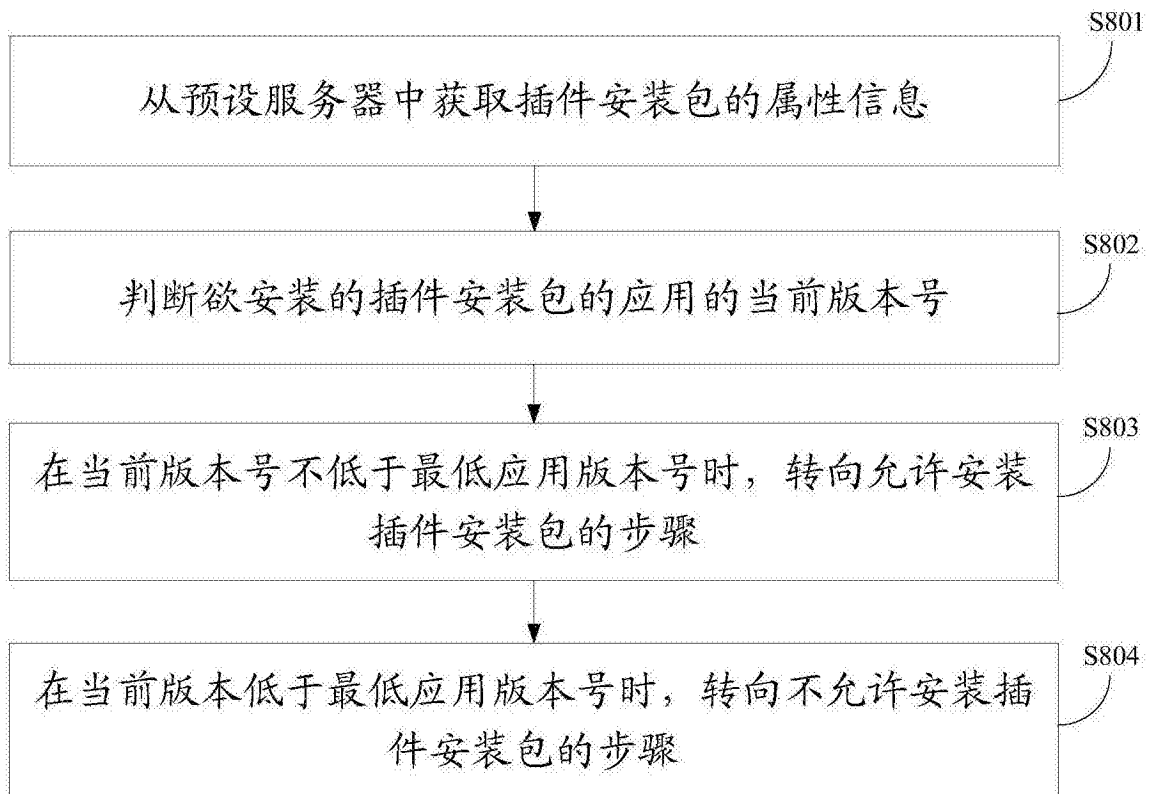 S801
从预设服务器中获取插件安装包的属性信息
S802
判断欲安装的插件安装包的应用的当前版本号
S803
在当前版本号不低于最低应用版本号时，转向允许安装
插件安装包的步骤
S804
在当前版本低于最低应用版本号时，转向不允许安装插
件安装包的步骤